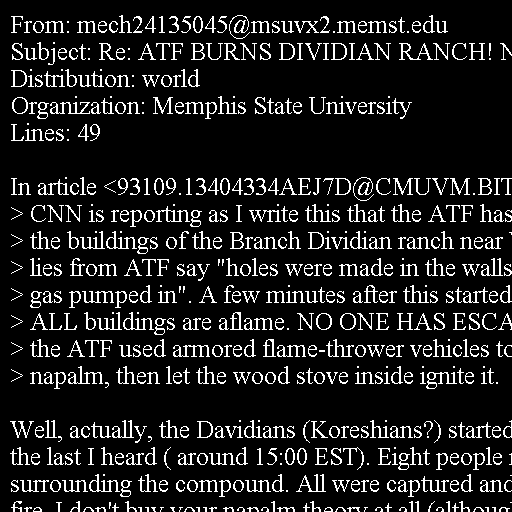 From: mech24135045@msuvx2.memst.edu
Subject: Re: ATF BURNS DIVIDIAN RANCH! N
Distribution: world
Organization: Memphis State University
Lines: 49

In article <93109.13404334AEJ7D@CMUVM.BIT
> CNN is reporting as I write this that the ATF has
> the buildings of the Branch Dividian ranch near
> lies from ATF say "holes were made in the walls
> gas pumped in". A few minutes after this started
> ALL buildings are aflame. NO ONE HAS ESCA
> the ATF used armored flame-thrower vehicles to
> napalm, then let the wood stove inside ignite it.

Well, actually, the Davidians (Koreshians?) started
the last I heard ( around 15:00 EST). Eight people
surrounding the compound. All were captured and
fire. I don't buy your napalm theory at all (although